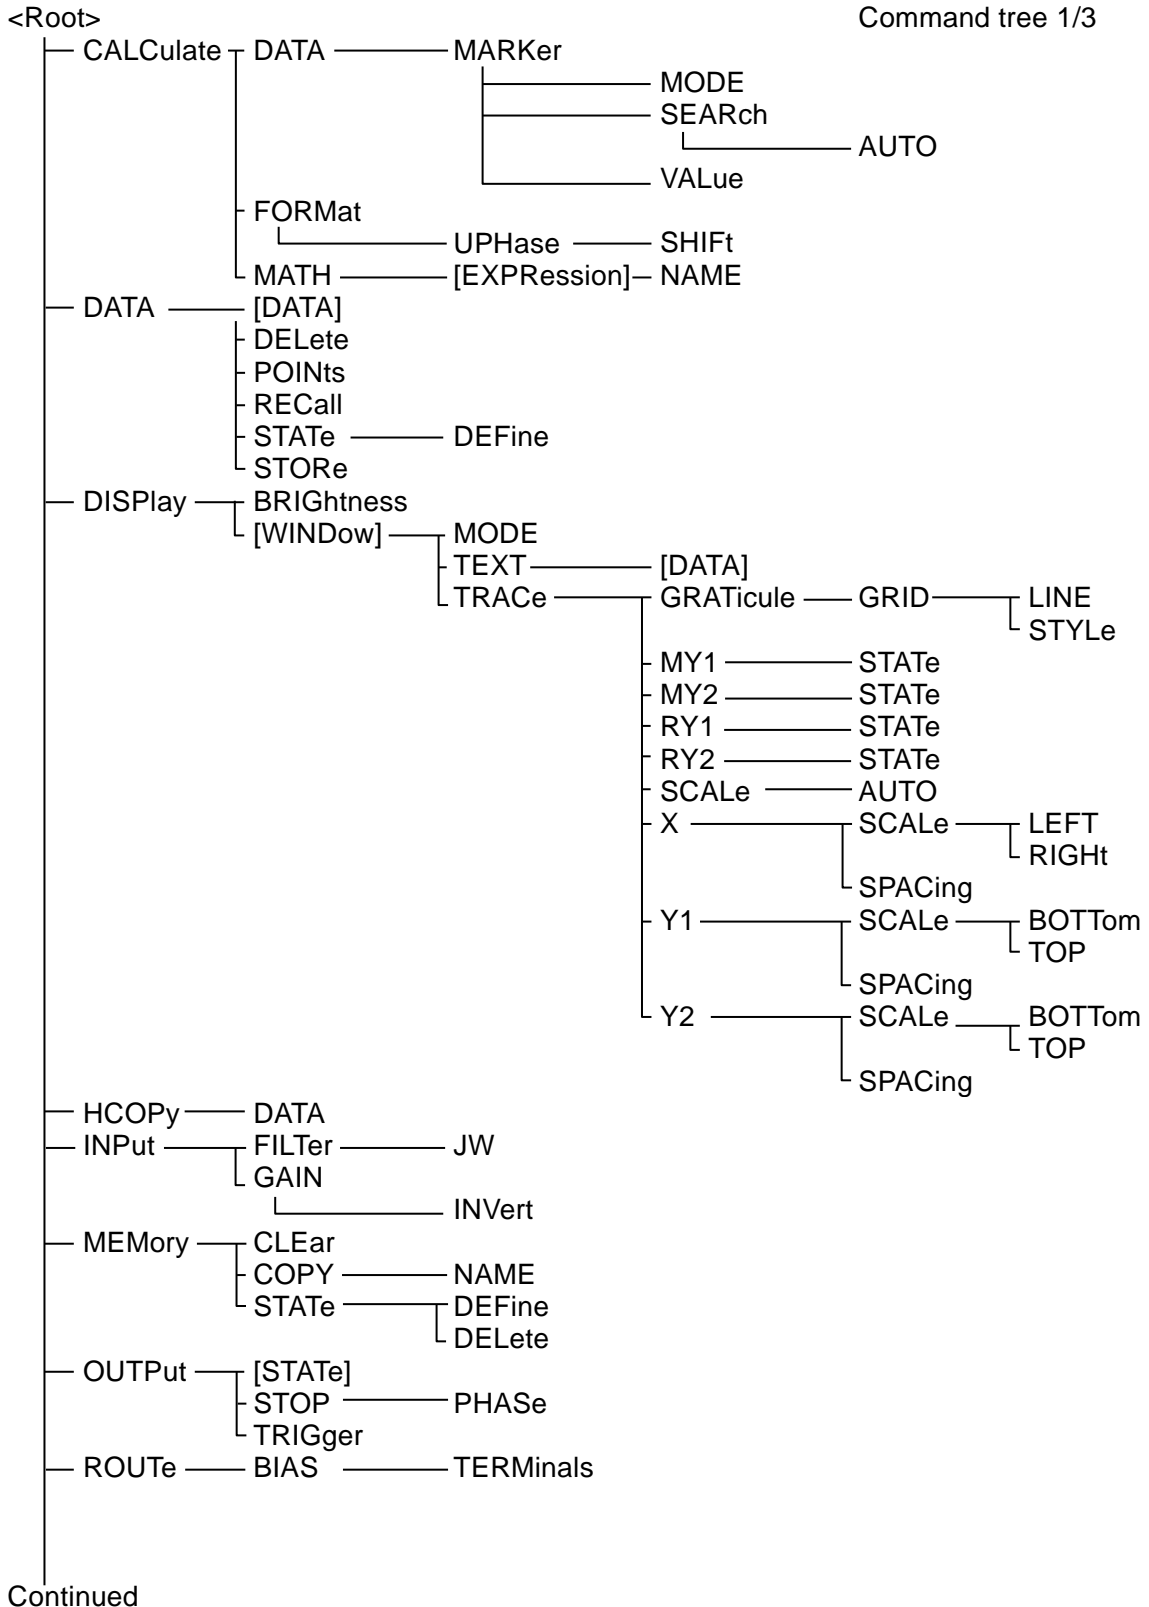 <Root> Command tree 1/3
CALCulate DATA MARKer
MODE
SEARch
AUTO
VALue
FORMat
UPHase SHIFt
MATH [EXPRession] NAME
DATA [DATA]
DELete
POINts
RECall
STATe DEFine
STORe
DISPlay BRIGhtness
[WINDow] MODE
TEXT [DATA]
TRACe GRATicule GRID LINE
STYLe
MY1 STATe
MY2 STATe
RY1 STATe
RY2 STATe
SCALe AUTO
X SCALe LEFT
RIGHt
SPACing
Y1 SCALe BOTTom
TOP
SPACing
Y2 SCALe BOTTom
TOP
SPACing
HCOPy DATA
INPut FILTer JW
GAIN
INVert
MEMory CLEar
COPY NAME
STATe DEFine
DELete
OUTPut [STATe]
STOP PHASe
TRIGger
ROUTe BIAS TERMinals
Continued